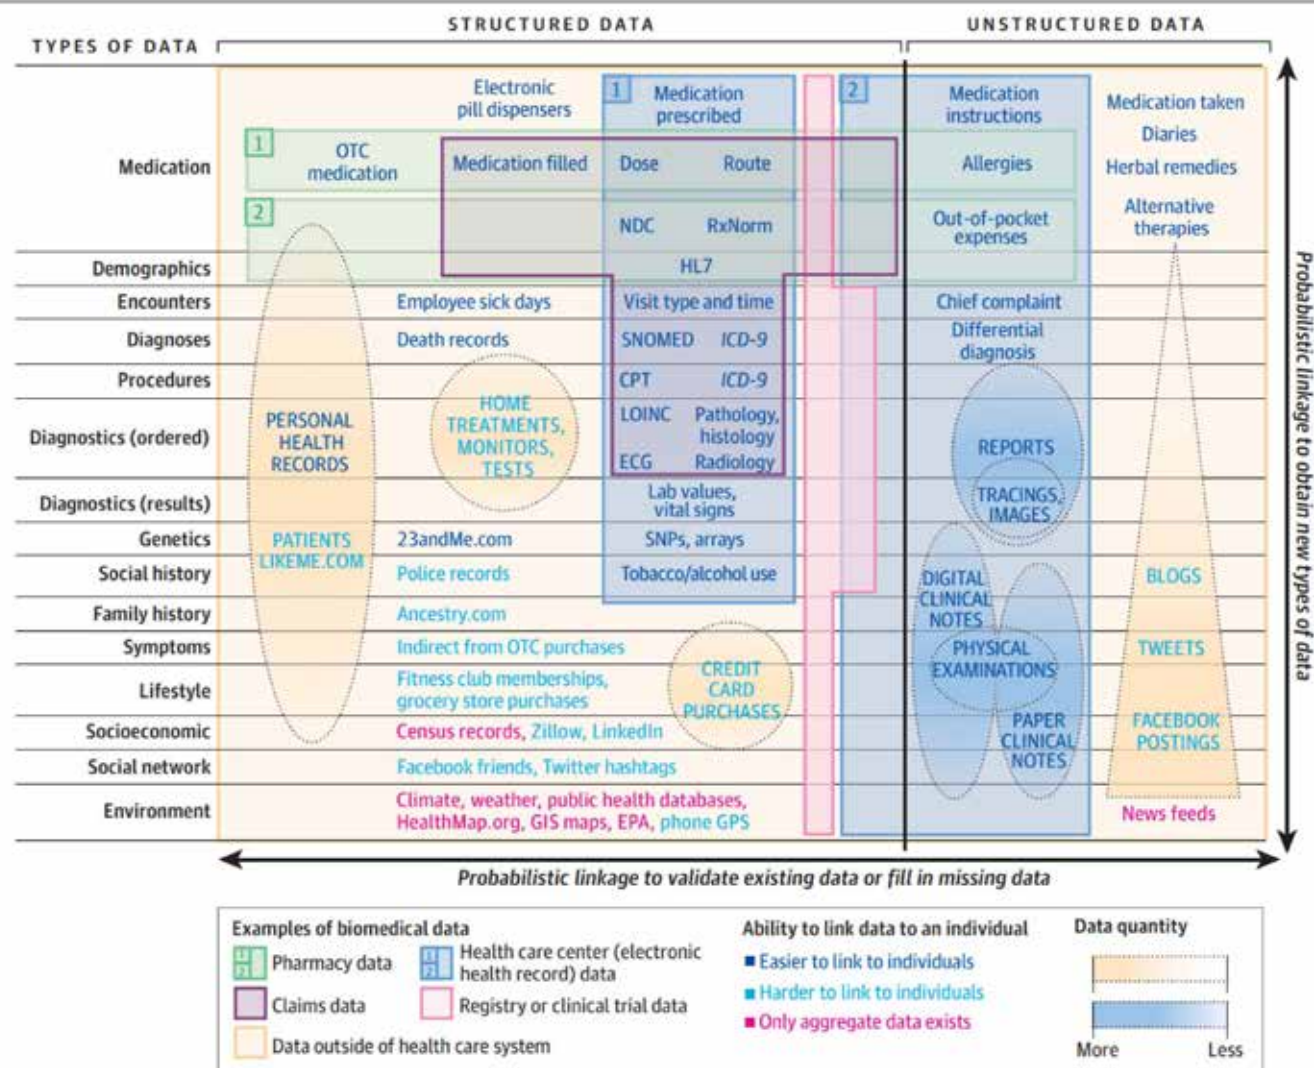 STRUCTURED DATA
UNSTRUCTURED DATA
TYPES OF DATA
Medication
Electronic
pill dispensers
1
Medication
prescribed
2
Medication
instructions
Medication taken
Diaries
1
OTC
medication
Medication filled
Dose
Route
Allergies
Herbal remedies
2
NDC
RxNorm
Out-of-pocket
expenses
Alternative
therapies
Demographics
HL7
Encounters
Employee sick days
Visit type and time
Chief complaint
Diagnoses
Death records
SNOMED
ICD-9
Differential
diagnosis
Procedures
CPT
ICD-9
Diagnostics (ordered)
PERSONAL
HEALTH
RECORDS
HOME
TREATMENTS,
MONITORS,
TESTS
LOINC
Pathology,
histology
ECG
Radiology
REPORTS
Diagnostics (results)
Lab values,
vital signs
TRACINGS,
IMAGES
Genetics
PATIENTS
LIKEME.COM
23andMe.com
SNPs, arrays
Social history
Police records
Tobacco/alcohol use
DIGITAL
CLINICAL
NOTES
BLOGS
Family history
Ancestry.com
Symptoms
Indirect from OTC purchases
PHYSICAL
EXAMINATIONS
TWEETS
Lifestyle
Fitness club memberships,
grocery store purchases
CREDIT
CARD
PURCHASES
Socioeconomic
Census records, Zillow, LinkedIn
PAPER
CLINICAL
NOTES
FACEBOOK
POSTINGS
Social network
Facebook friends, Twitter hashtags
Environment
Climate, weather, public health databases,
HealthMap.org, GIS maps, EPA, phone GPS
News feeds
Probabilistic linkage to obtain new types of data
Probabilistic linkage to validate existing data or fill in missing data
Examples of biomedical data
1
2
Pharmacy data
1
2
Health care center (electronic
health record) data
Claims data
Registry or clinical trial data
Data outside of health care system
Ability to link data to an individual
Easier to link to individuals
Harder to link to individuals
Only aggregate data exists
Data quantity
More
Less